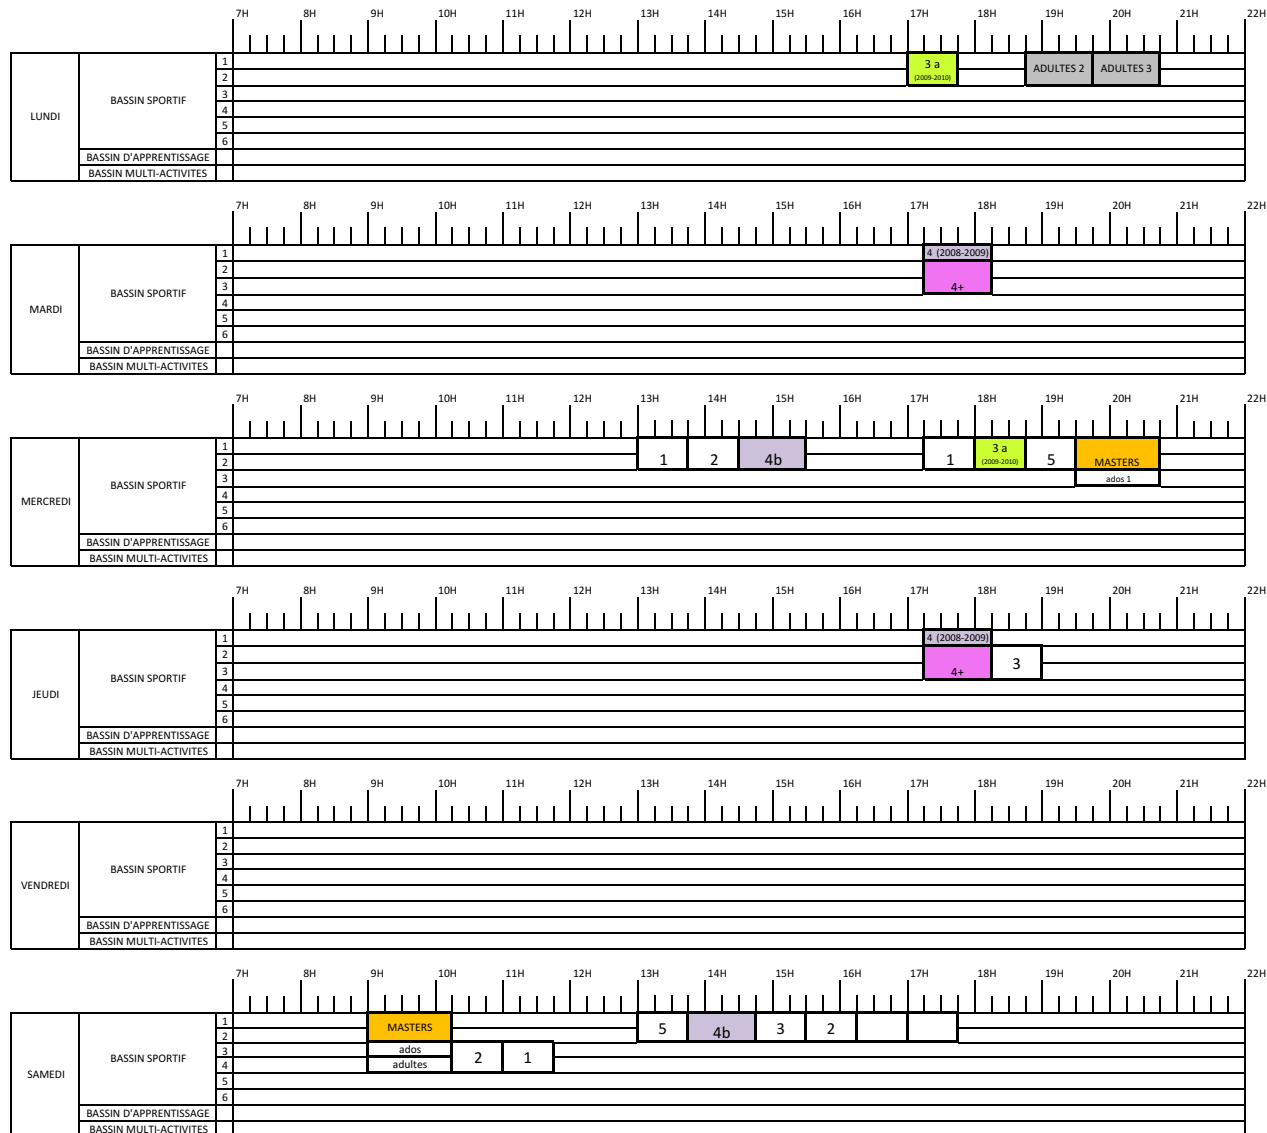 7H 8H 9H 10H 11H 12H 13H 14H 15H 16H 17H 18H 19H 20H 21H 22H
LUNDI
BASSIN SPORTIF
1
2
3
4
5
6
3 a
(2009-2010)
ADULTES 2
ADULTES 3
BASSIN D'APPRENTISSAGE
BASSIN MULTI-ACTIVITES
7H 8H 9H 10H 11H 12H 13H 14H 15H 16H 17H 18H 19H 20H 21H 22H
MARDI
BASSIN SPORTIF
1
2
3
4
5
6
4 (2008-2009)
4+
BASSIN D'APPRENTISSAGE
BASSIN MULTI-ACTIVITES
7H 8H 9H 10H 11H 12H 13H 14H 15H 16H 17H 18H 19H 20H 21H 22H
MERCREDI
BASSIN SPORTIF
1
2
3
4
5
6
1
2
4b
1
3 a
(2009-2010)
5
MASTERS
ados 1
BASSIN D'APPRENTISSAGE
BASSIN MULTI-ACTIVITES
7H 8H 9H 10H 11H 12H 13H 14H 15H 16H 17H 18H 19H 20H 21H 22H
JEUDI
BASSIN SPORTIF
1
2
3
4
5
6
4 (2008-2009)
4+
3
BASSIN D'APPRENTISSAGE
BASSIN MULTI-ACTIVITES
7H 8H 9H 10H 11H 12H 13H 14H 15H 16H 17H 18H 19H 20H 21H 22H
VENDREDI
BASSIN SPORTIF
1
2
3
4
5
6
BASSIN D'APPRENTISSAGE
BASSIN MULTI-ACTIVITES
7H 8H 9H 10H 11H 12H 13H 14H 15H 16H 17H 18H 19H 20H 21H 22H
SAMEDI
BASSIN SPORTIF
1
2
3
4
5
6
MASTERS
5
4b
3
2
ados
adultes
2
1
BASSIN D'APPRENTISSAGE
BASSIN MULTI-ACTIVITES